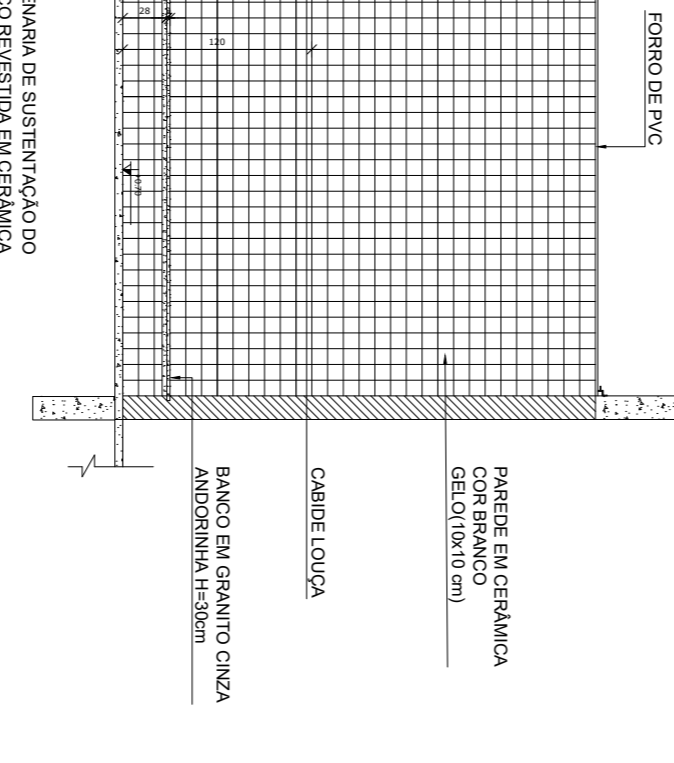 FORRO DE PVC
28
120
PAREDE EM CERÂMICA
COR BRANCO
GELO(10x10 cm)
CABIDE LOUÇA
BANCO EM GRANITO CINZA
ANDORINHA H=30cm
ENARIA DE SUSTENTAÇÃO DO
CO REVESTIDA EM CERÂMICA